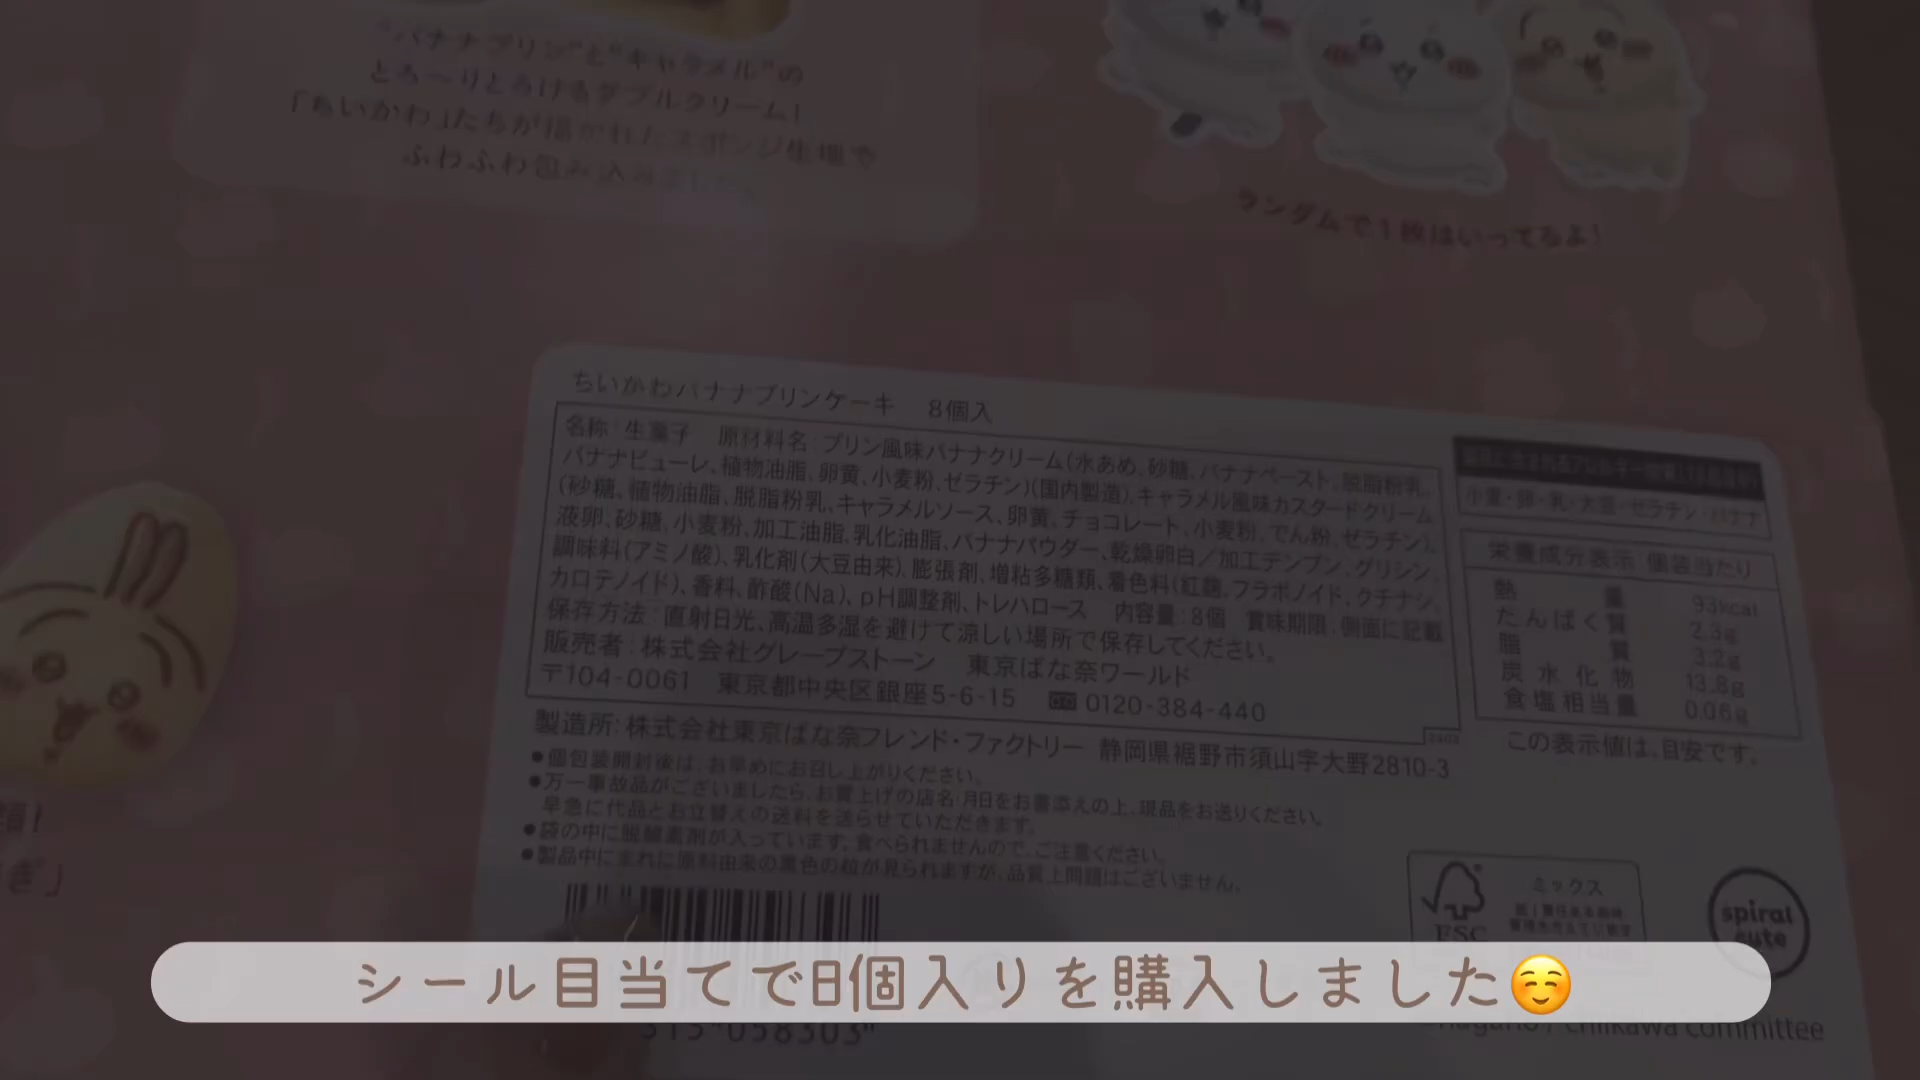 "バナナプリン"と"キャラメル"の
とろ〜りとろけるダブルクリーム!
「ちいかわ」たちが描かれたスポンジ生地で
ふわふわ包み込みました。
ランダムで1枚はいってるよ!
ちいかわバナナプリンケーキ 8個入
名称:生菓子 原材料名:プリン風味バナナクリーム(水あめ、砂糖、バナナペースト、脱脂粉乳、
バナナピューレ、植物油脂、卵黄、小麦粉、ゼラチン)(国内製造)、キャラメル風味カスタードクリーム
(砂糖、植物油脂、脱脂粉乳、キャラメルソース、卵黄、チョコレート、小麦粉、でん粉、ゼラチン)、
液卵、砂糖、小麦粉、加工油脂、乳化油脂、バナナパウダー、乾燥卵白/加工デンプン、グリシン、
調味料(アミノ酸)、乳化剤(大豆由来)、膨張剤、増粘多糖類、着色料(紅麹、フラボノイド、クチナシ、
カロテノイド)、香料、酢酸(Na)、pH調整剤、トレハロース 内容量:8個 賞味期限:側面に記載
保存方法:直射日光、高温多湿を避けて涼しい場所で保存してください。
販売者:株式会社グレープストーン 東京ばな奈ワールド
〒104-0061 東京都中央区銀座5-6-15 0120-384-440
製造所:株式会社東京ばな奈フレンド・ファクトリー 静岡県裾野市須山字大野2810-3
●個包装開封後は、お早めにお召し上がりください。
●万一事故品がございましたら、お買上げの店名・月日をお書添えの上、現品をお送りください。
早急に代品とお立替えの送料を送らせていただきます。
●袋の中に脱酸素剤が入っています。食べられませんので、ご注意ください。
●製品中にまれに原料由来の黒色の粒が見られますが、品質上問題はございません。
小麦・卵・乳・大豆・ゼラチン・バナナ
栄養成分表示 個装当たり
熱量 93kcal
たんぱく質 2.3g
脂質 3.2g
炭水化物 13.8g
食塩相当量 0.06g
この表示値は、目安です。
ミックス
FSC
spiral
cute
シール目当てで8個入りを購入しました☺️
chiikawa committee